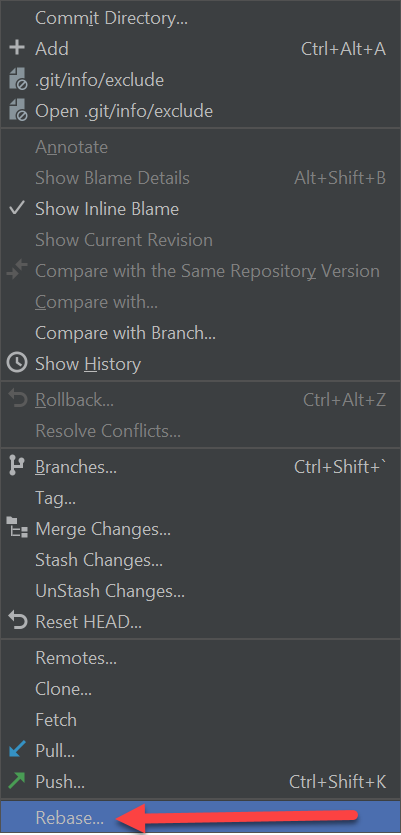 Commit Directory...
Add Ctrl+Alt+A
.git/info/exclude
Open .git/info/exclude
Annotate
Show Blame Details Alt+Shift+B
Show Inline Blame
Show Current Revision
Compare with the Same Repository Version
Compare with...
Compare with Branch...
Show History
Rollback... Ctrl+Alt+Z
Resolve Conflicts...
Branches... Ctrl+Shift+`
Tag...
Merge Changes...
Stash Changes...
UnStash Changes...
Reset HEAD...
Remotes...
Clone...
Fetch
Pull...
Push... Ctrl+Shift+K
Rebase...